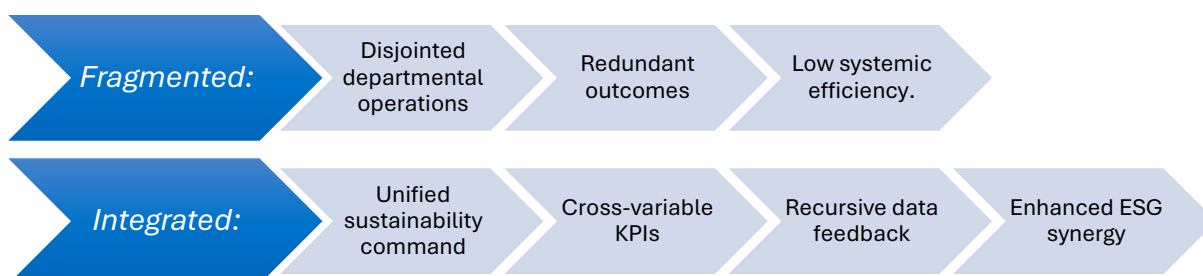 Fragmented:
Disjointed
departmental
operations
Redundant
outcomes
Low systemic
efficiency.
Integrated:
Unified
sustainability
command
Cross-variable
KPIs
Recursive data
feedback
Enhanced ESG
synergy